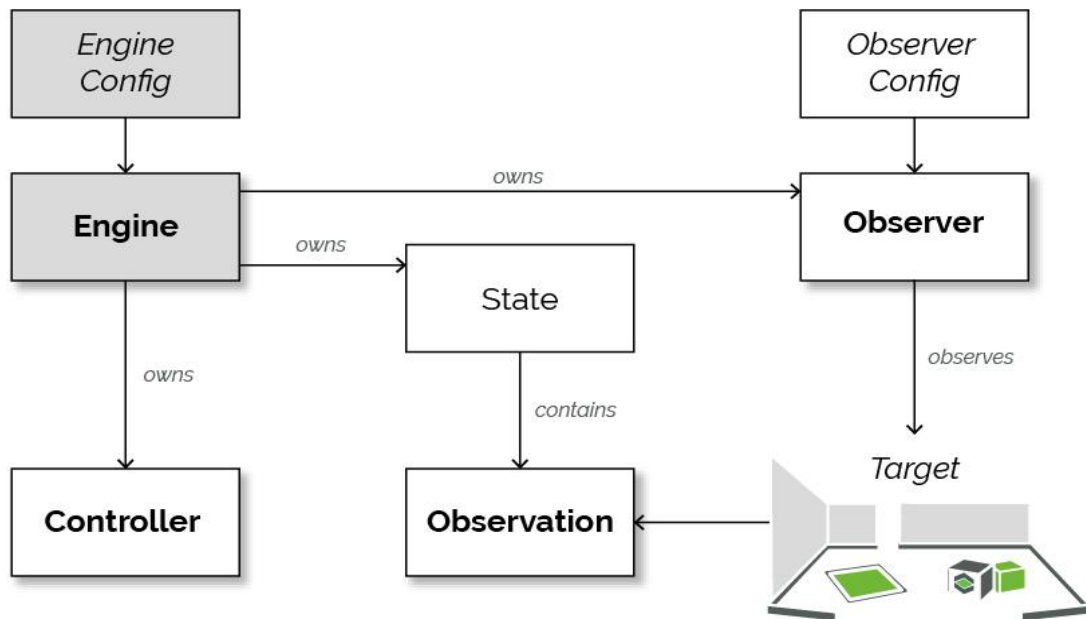 Engine
Config
Observer
Config
owns
Engine
Observer
owns
State
observes
owns
contains
Target
Controller
Observation